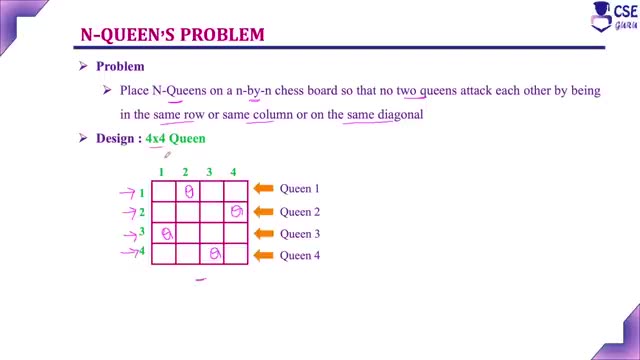 CSE
GURU
N-QUEEN'S PROBLEM
Problem
Place N-Queens on a n-by-n chess board so that no two queens attack each other by being
in the same row or same column or on the same diagonal
Design : 4x4 Queen
1 2 3 4
1 Q Queen 1
2 Q Queen 2
3 Q Queen 3
4 Q Queen 4